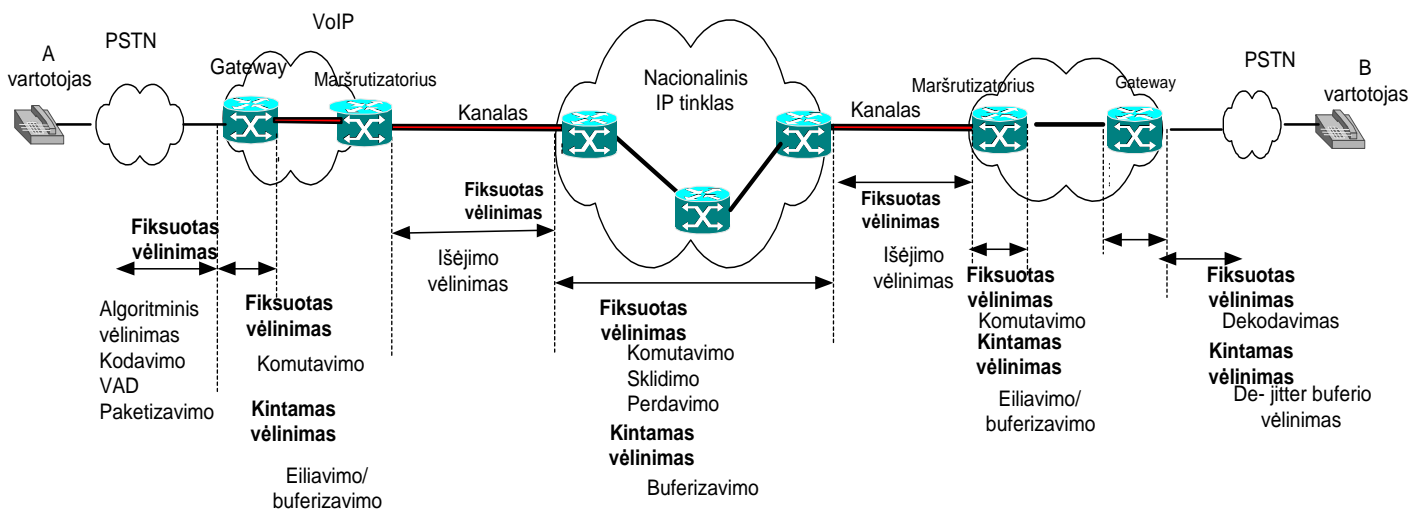 VoIP
PSTN
A
vartotojas
Gateway
Maršrutizatorius
Kanalas
Nacionalinis
IP tinklas
Kanalas
Maršrutizatorius
Gateway
PSTN
B
vartotojas
Fiksuotas
vėlinimas
Algoritminis
vėlinimas
Kodavimo
VAD
Paketizavimo
Fiksuotas
vėlinimas
Komutavimo
Kintamas
vėlinimas
Eiliavimo/
buferizavimo
Fiksuotas
vėlinimas
Išėjimo
vėlinimas
Fiksuotas
vėlinimas
Komutavimo
Sklidimo
Perdavimo
Kintamas
vėlinimas
Buferizavimo
Fiksuotas
vėlinimas
Išėjimo
vėlinimas
Fiksuotas
vėlinimas
Komutavimo
Kintamas
vėlinimas
Eiliavimo/
buferizavimo
Fiksuotas
vėlinimas
Dekodavimas
Kintamas
vėlinimas
De- jitter buferio
vėlinimas